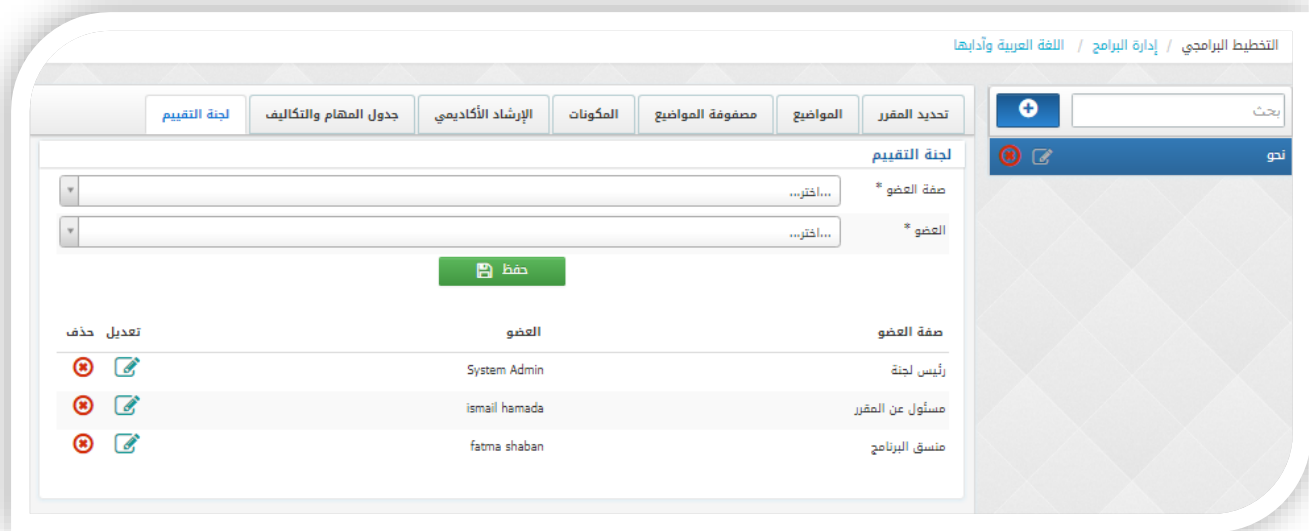 التخطيط البرامجي / إدارة البرامج / اللغة العربية وآدابها
بحث
نحو
تحديد المقرر المواضيع مصفوفة المواضيع المكونات الإرشاد الأكاديمي جدول المهام والتكاليف لجنة التقييم
لجنة التقييم
صفة العضو * ...اختر...
العضو * ...اختر...
حفظ
صفة العضو العضو تعديل حذف
رئيس لجنة System Admin
مسئول عن المقرر ismail hamada
منسق البرنامج fatma shaban